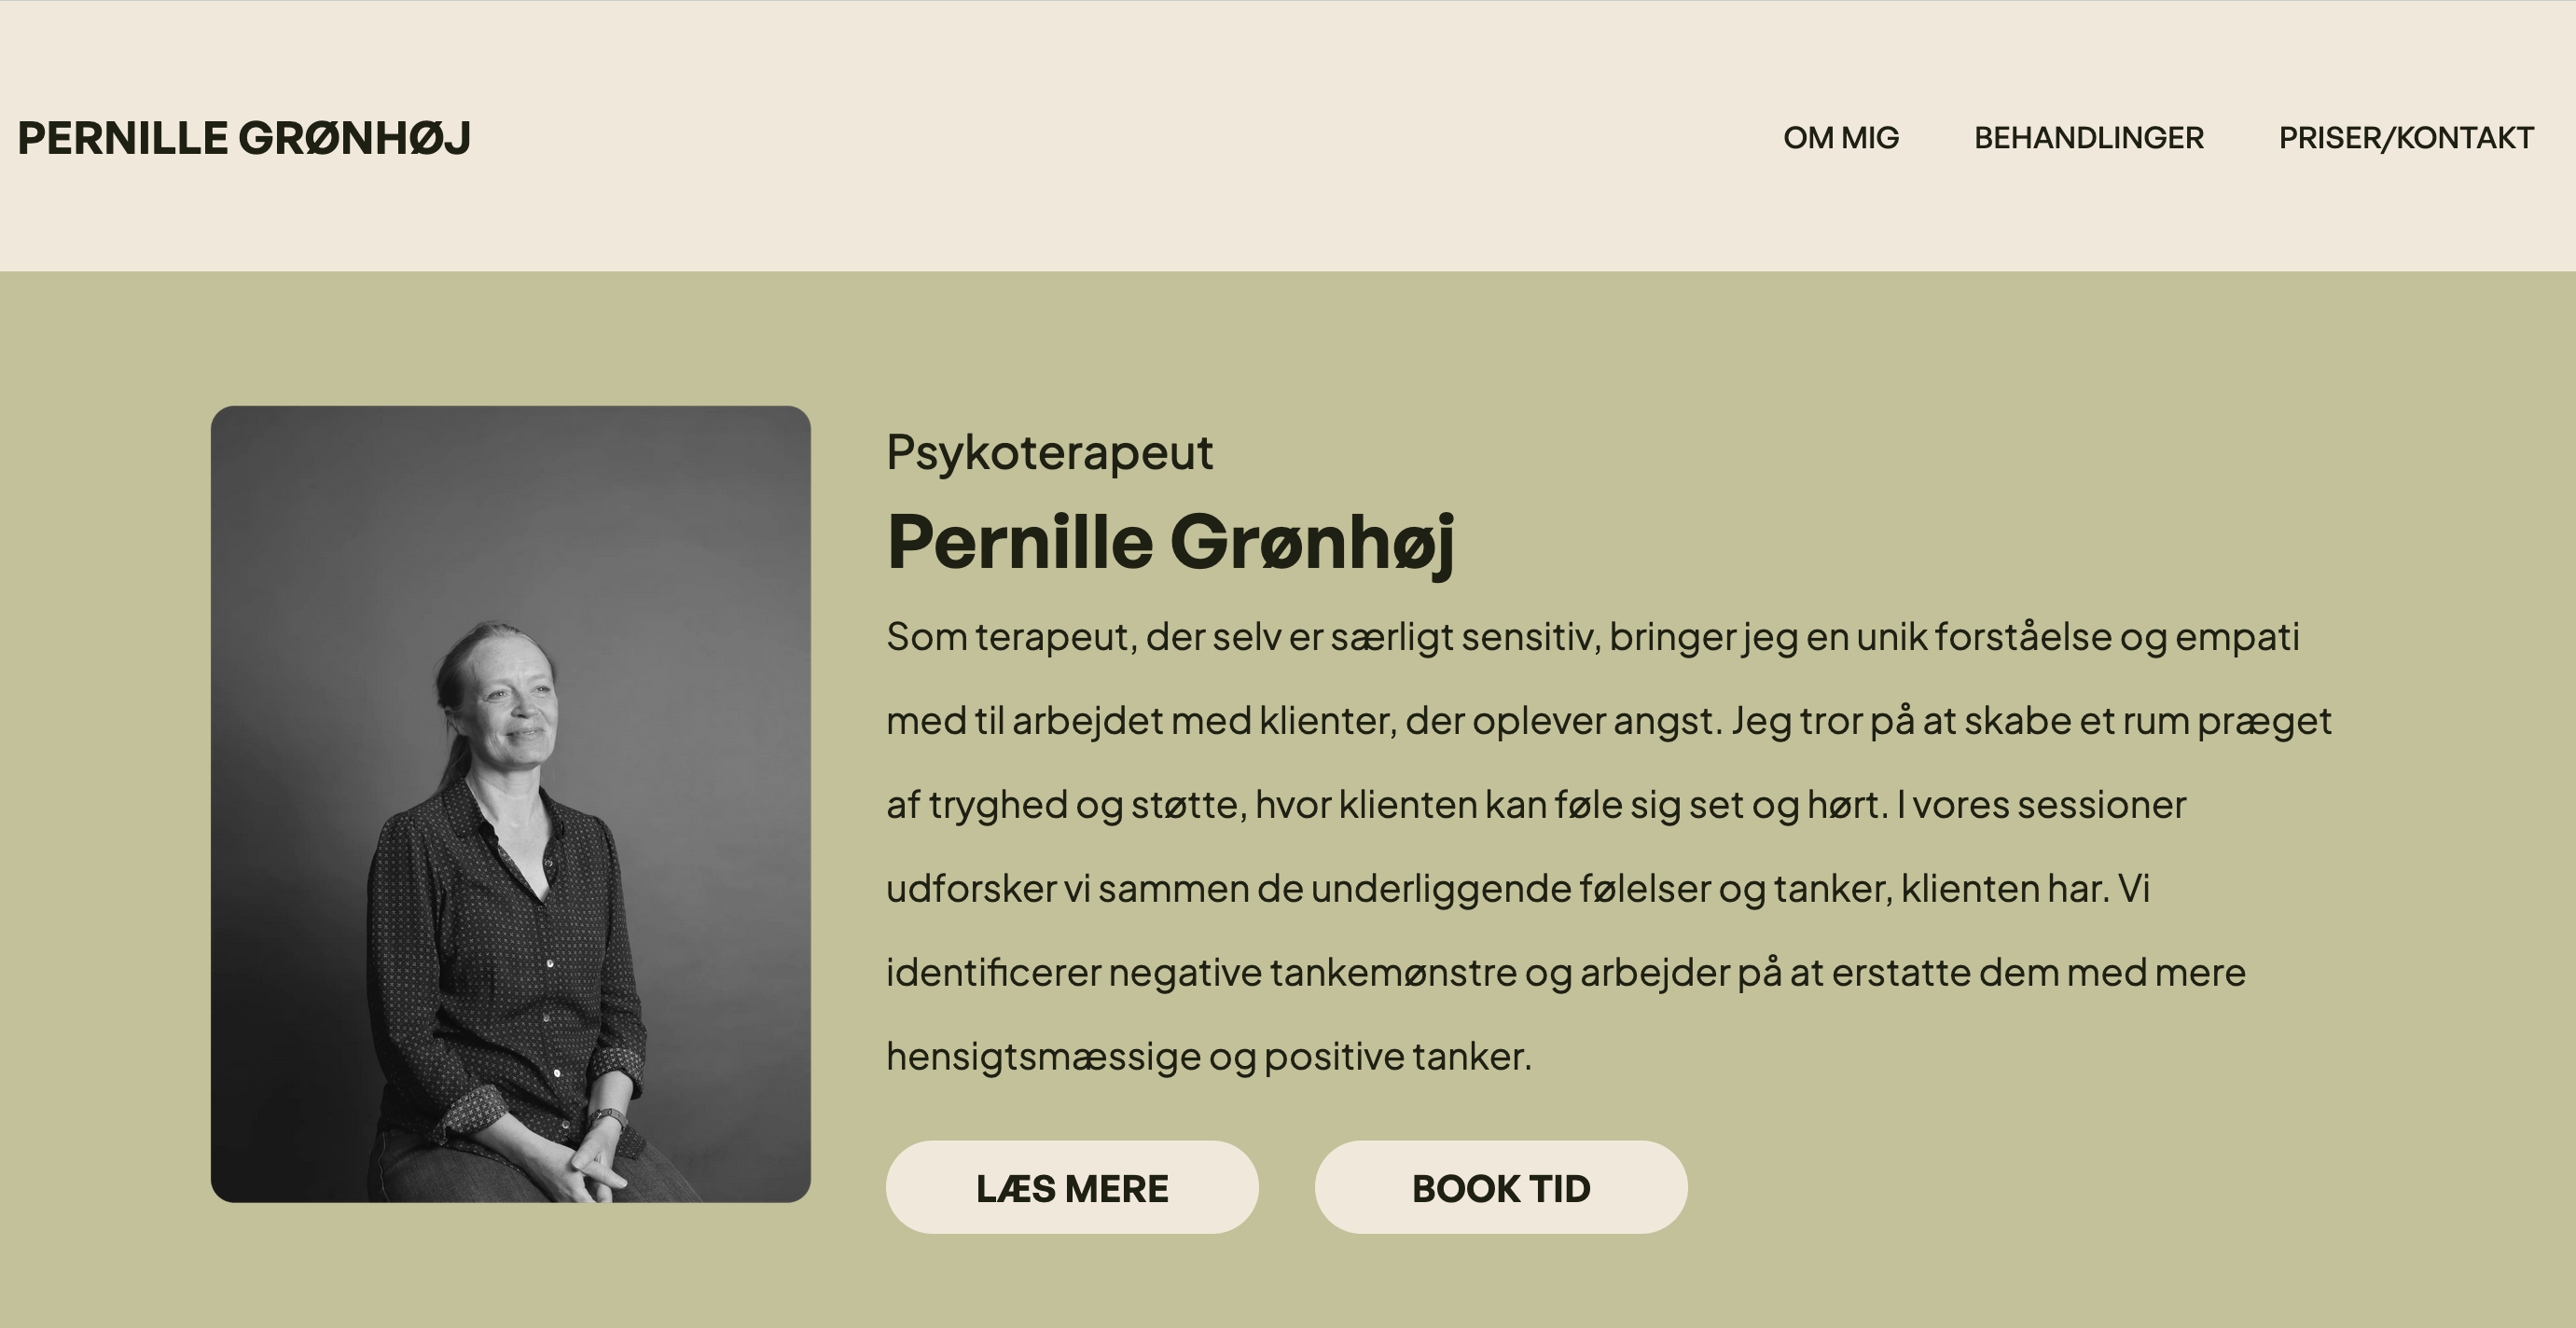 PERNILLE GRØNHØJ
OM MIG
BEHANDLINGER
PRISER/KONTAKT
Psykoterapeut
Pernille Grønhøj
Som terapeut, der selv er særligt sensitiv, bringer jeg en unik forståelse og empati
med til arbejdet med klienter, der oplever angst. Jeg tror på at skabe et rum præget
af tryghed og støtte, hvor klienten kan føle sig set og hørt. I vores sessioner
udforsker vi sammen de underliggende følelser og tanker, klienten har. Vi
identificerer negative tankemønstre og arbejder på at erstatte dem med mere
hensigtsmæssige og positive tanker.
LÆS MERE
BOOK TID